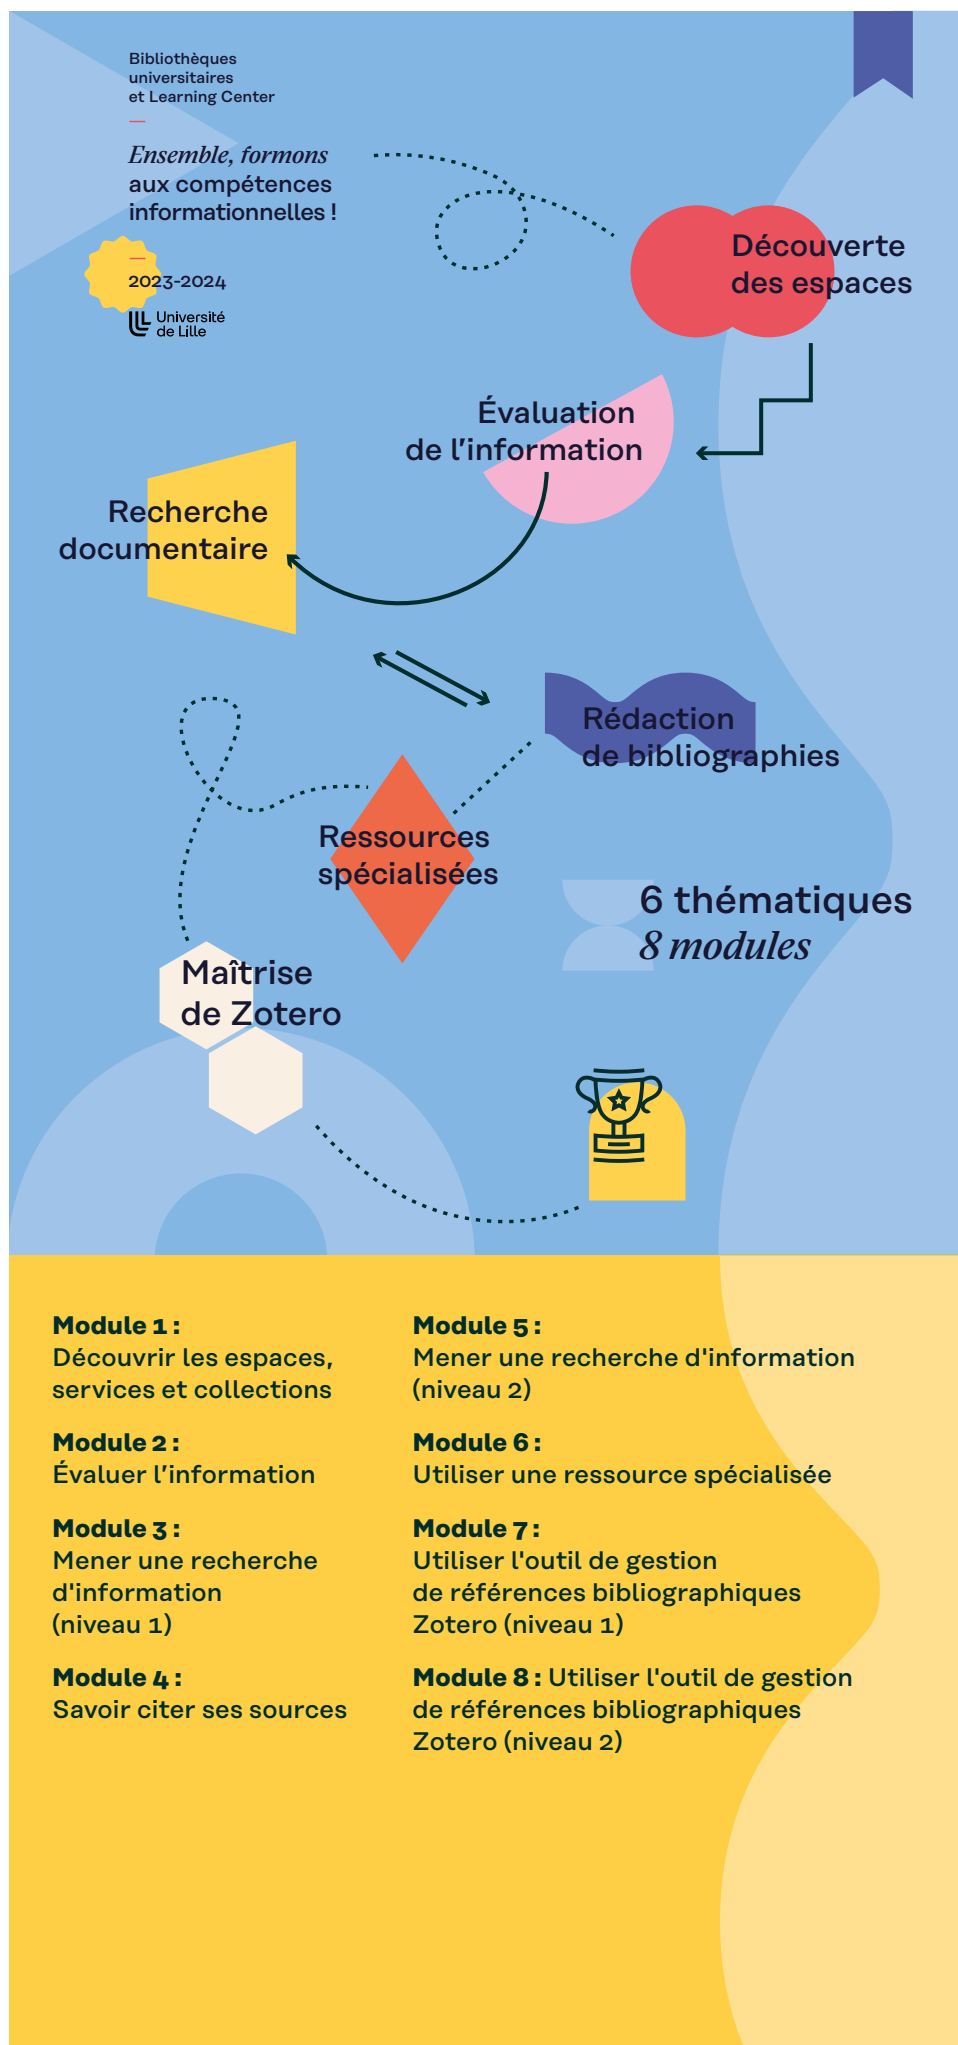 Bibliothèques
universitaires
et Learning Center
Ensemble, formons
aux compétences
informationnelles !
2023-2024
Université
de Lille
Découverte
des espaces
Évaluation
de l’information
Recherche
documentaire
Rédaction
de bibliographies
Ressources
spécialisées
6 thématiques
8 modules
Maîtrise
de Zotero
Module 1 :
Découvrir les espaces,
services et collections
Module 2 :
Évaluer l’information
Module 3 :
Mener une recherche
d'information
(niveau 1)
Module 4 :
Savoir citer ses sources
Module 5 :
Mener une recherche d'information
(niveau 2)
Module 6 :
Utiliser une ressource spécialisée
Module 7 :
Utiliser l'outil de gestion
de références bibliographiques
Zotero (niveau 1)
Module 8 : Utiliser l'outil de gestion
de références bibliographiques
Zotero (niveau 2)